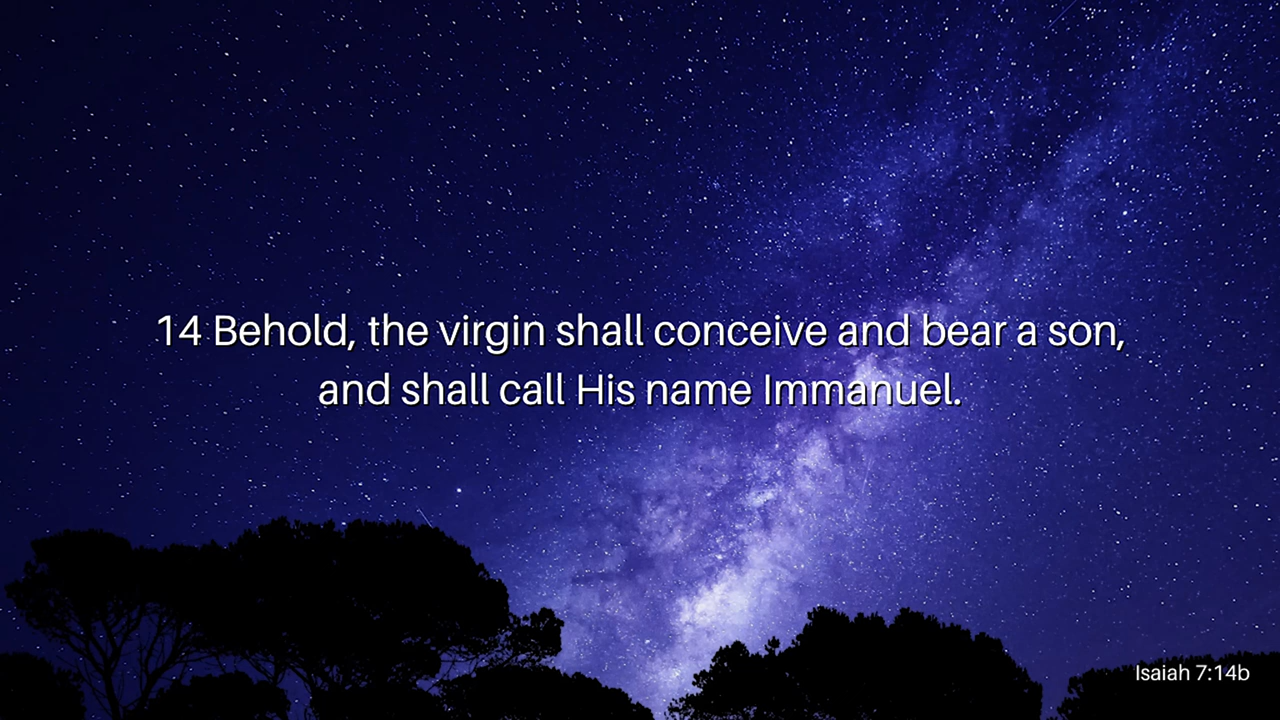 14 Behold, the virgin shall conceive and bear a son,
and shall call His name Immanuel.
Isaiah 7:14b